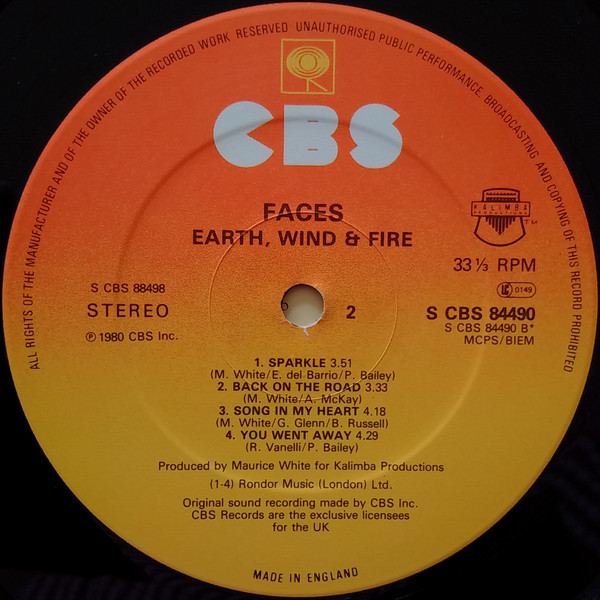 ALL RIGHTS OF THE MANUFACTURER AND OF THE OWNER OF THE RECORDED WORK RESERVED UNAUTHORISED PUBLIC PERFORMANCE, BROADCASTING AND COPYING OF THIS RECORD PROHIBITED
CBS
FACES
EARTH, WIND & FIRE
KALIMBA
PRODUCTIONS
TM
33 ⅓ RPM
S CBS 88498
STEREO
℗ 1980 CBS Inc.
2
0149
S CBS 84490
S CBS 84490 B*
MCPS/BIEM
1. SPARKLE 3.51
(M. White/E. del Barrio/P. Bailey)
2. BACK ON THE ROAD 3.33
(M. White/A. McKay)
3. SONG IN MY HEART 4.18
(M. White/G. Glenn/B. Russell)
4. YOU WENT AWAY 4.29
(R. Vanelli/P. Bailey)
Produced by Maurice White for Kalimba Productions
(1-4) Rondor Music (London) Ltd.
Original sound recording made by CBS Inc.
CBS Records are the exclusive licensees
for the UK
MADE IN ENGLAND